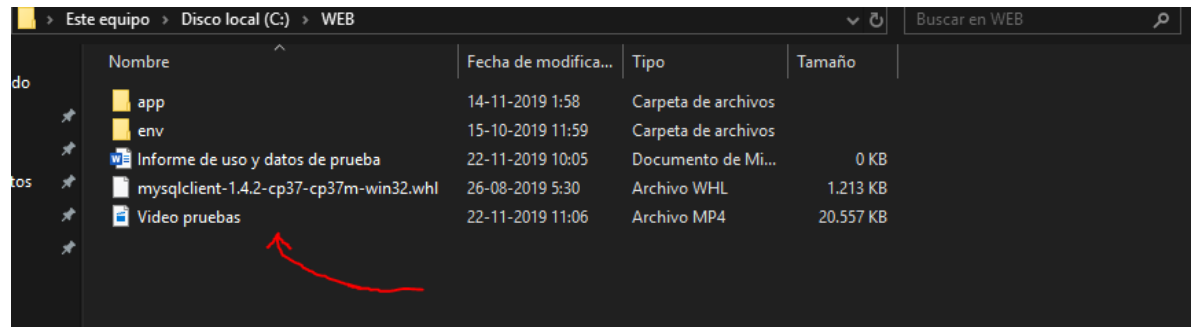 Este equipo > Disco local (C:) > WEB Buscar en WEB
Nombre Fecha de modifica... Tipo Tamaño
do
app 14-11-2019 1:58 Carpeta de archivos
env 15-10-2019 11:59 Carpeta de archivos
Informe de uso y datos de prueba 22-11-2019 10:05 Documento de Mi... 0 KB
tos mysqlclient-1.4.2-cp37-cp37m-win32.whl 26-08-2019 5:30 Archivo WHL 1.213 KB
Video pruebas 22-11-2019 11:06 Archivo MP4 20.557 KB